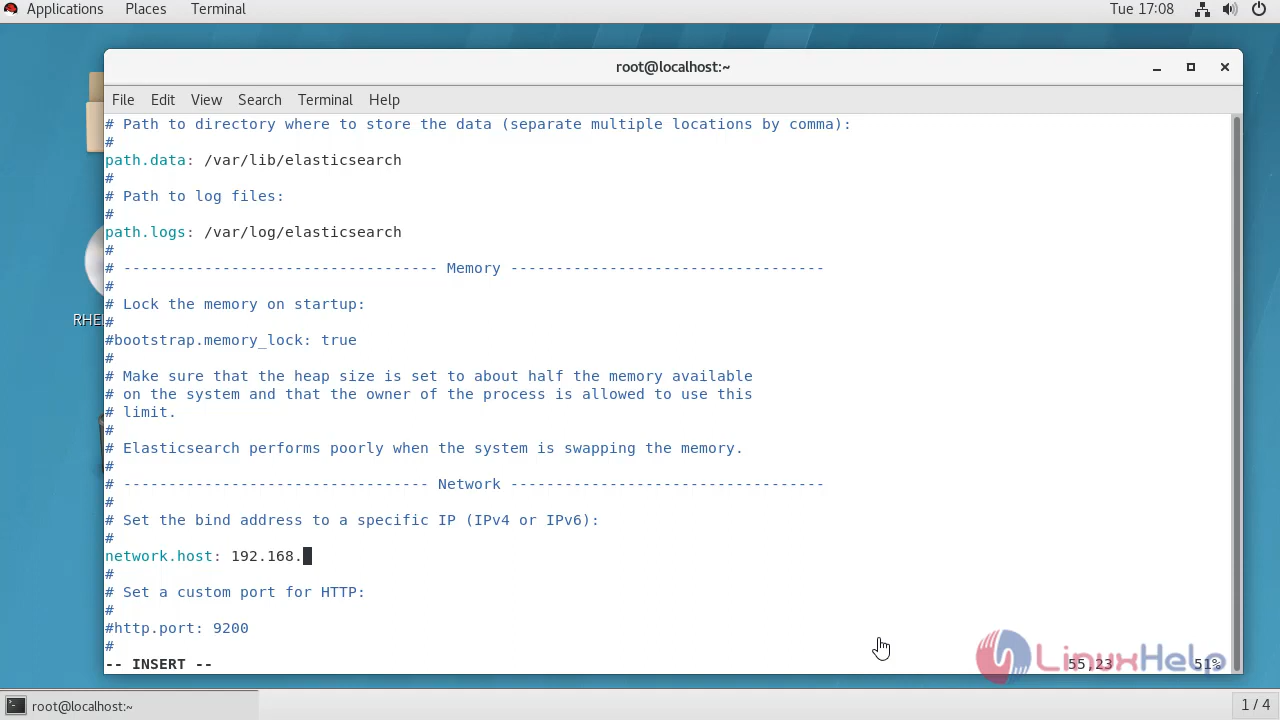 Applications Places Terminal Tue 17:08
root@localhost:~
File Edit View Search Terminal Help
# Path to directory where to store the data (separate multiple locations by comma):
#
path.data: /var/lib/elasticsearch
#
# Path to log files:
#
path.logs: /var/log/elasticsearch
#
# ----------------------------------- Memory -----------------------------------
#
# Lock the memory on startup:
#
#bootstrap.memory_lock: true
#
# Make sure that the heap size is set to about half the memory available
# on the system and that the owner of the process is allowed to use this
# limit.
#
# Elasticsearch performs poorly when the system is swapping the memory.
#
# ---------------------------------- Network -----------------------------------
#
# Set the bind address to a specific IP (IPv4 or IPv6):
#
network.host: 192.168.
#
# Set a custom port for HTTP:
#
#http.port: 9200
#
-- INSERT -- 55,23 51%
LinuxHelp
RHE
root@localhost:~ 1 / 4